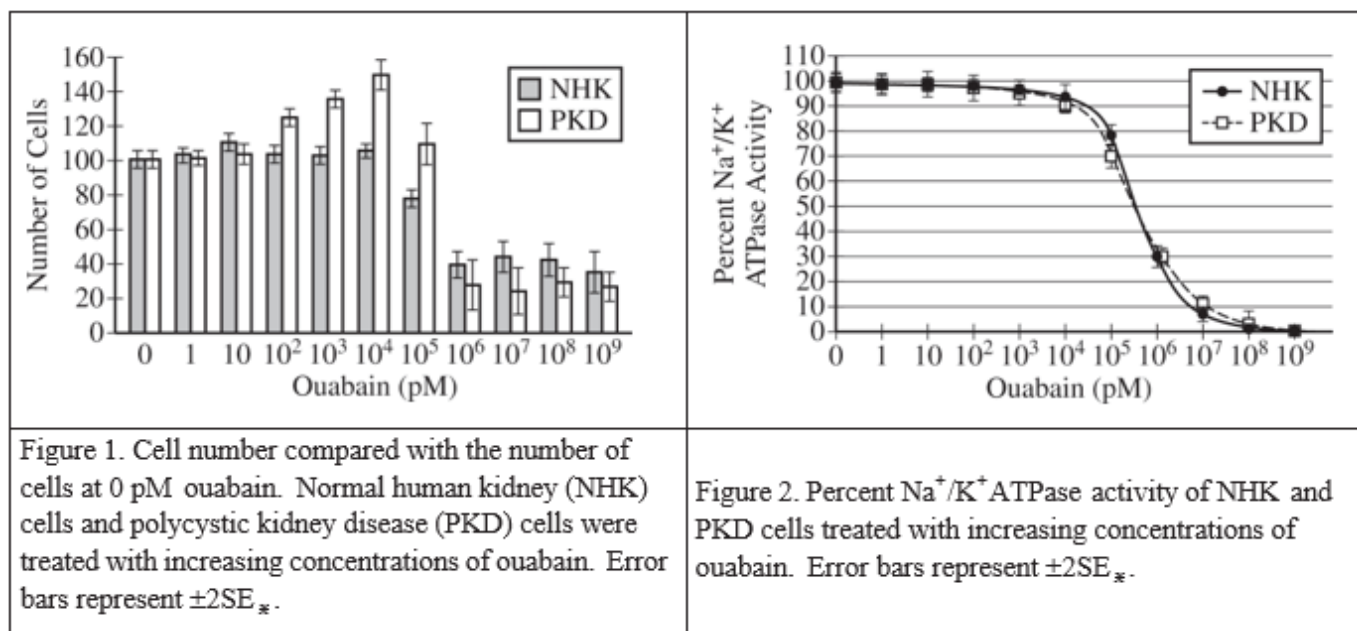 160
140
120
100
80
60
40
20
0
Number of Cells
NHK
PKD
0 1 10 10² 10³ 10⁴ 10⁵ 10⁶ 10⁷ 10⁸ 10⁹
Ouabain (pM)
110
100
90
80
70
60
50
40
30
20
10
0
Percent Na⁺/K⁺
ATPase Activity
NHK
PKD
0 1 10 10² 10³ 10⁴ 10⁵ 10⁶ 10⁷ 10⁸ 10⁹
Ouabain (pM)
Figure 1. Cell number compared with the number of
cells at 0 pM ouabain. Normal human kidney (NHK)
cells and polycystic kidney disease (PKD) cells were
treated with increasing concentrations of ouabain. Error
bars represent ±2SEₓ̄.
Figure 2. Percent Na⁺/K⁺ATPase activity of NHK and
PKD cells treated with increasing concentrations of
ouabain. Error bars represent ±2SEₓ̄.